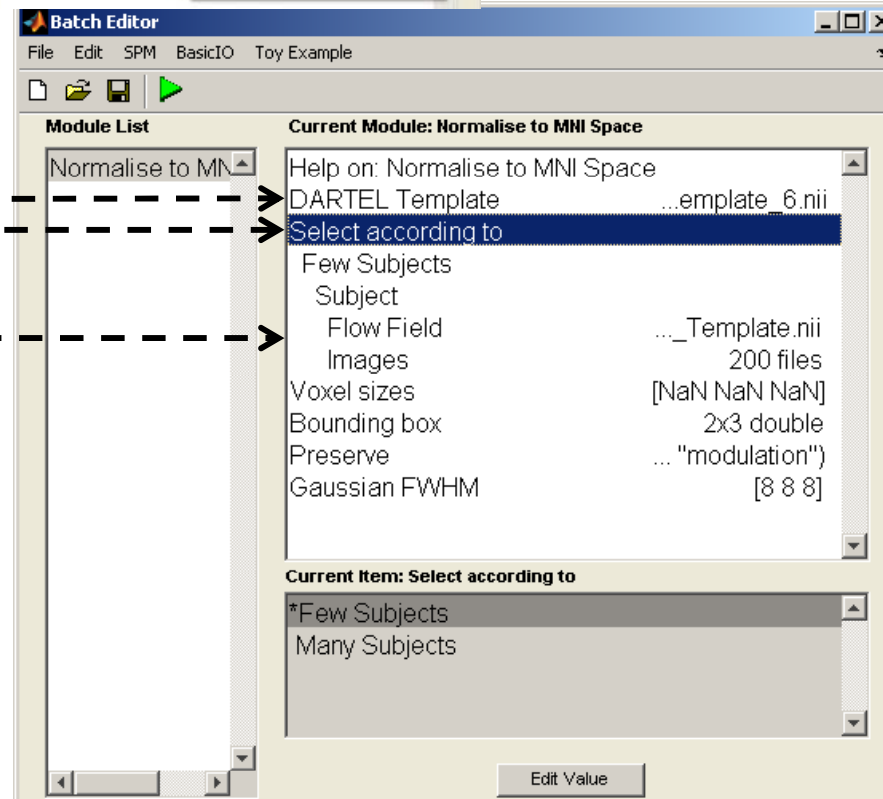 Batch Editor
File Edit SPM BasicIO Toy Example
Module List
Current Module: Normalise to MNI Space
Normalise to MN
Help on: Normalise to MNI Space
DARTEL Template ...emplate_6.nii
Select according to
Few Subjects
Subject
Flow Field ..._Template.nii
Images 200 files
Voxel sizes [NaN NaN NaN]
Bounding box 2x3 double
Preserve ... "modulation")
Gaussian FWHM [8 8 8]
Current Item: Select according to
*Few Subjects
Many Subjects
Edit Value